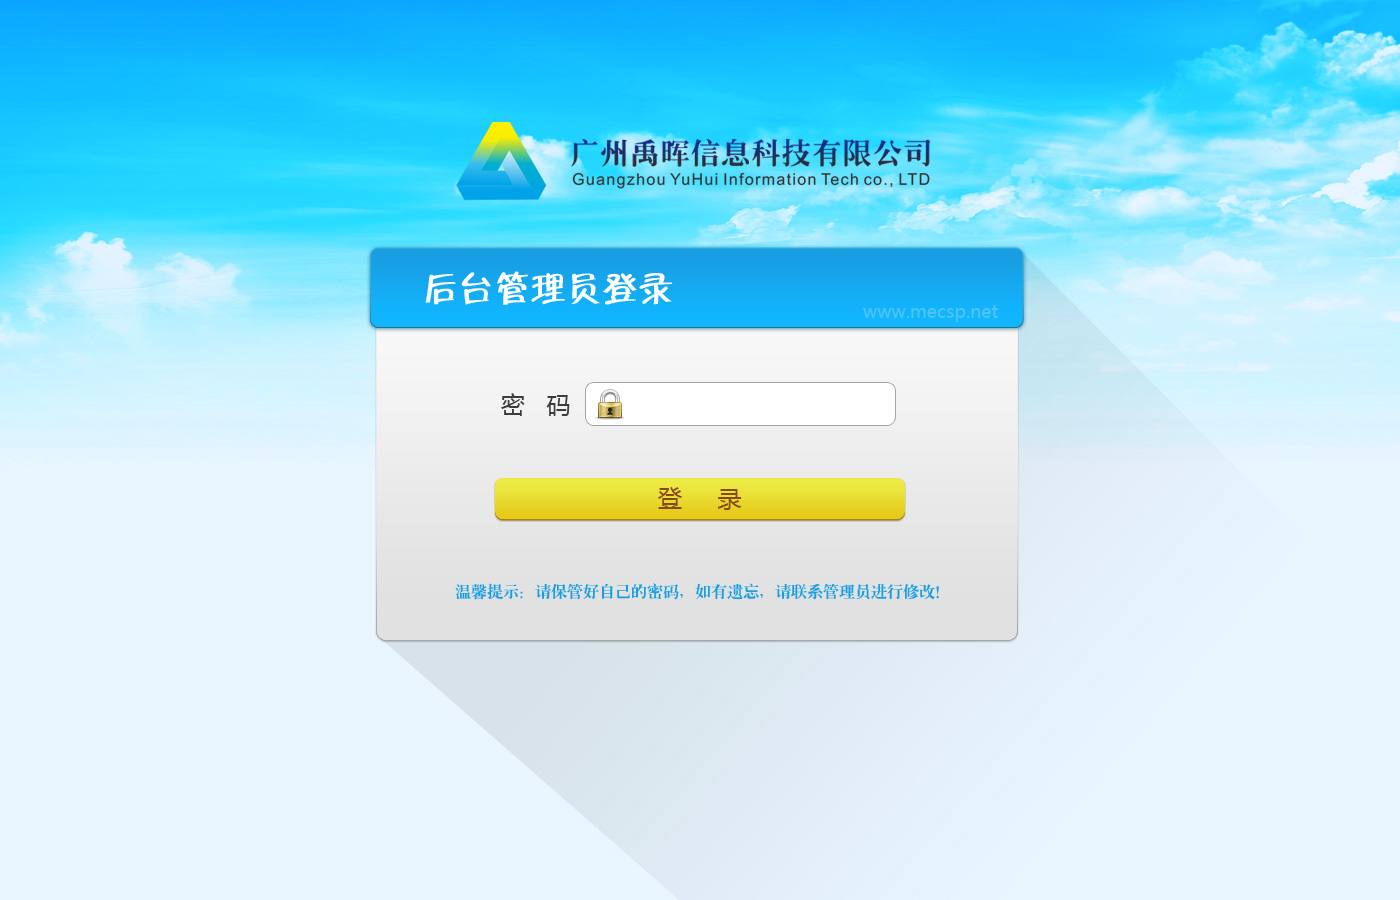 广州禹晖信息科技有限公司
Guangzhou YuHui Information Tech co., LTD
后台管理员登录
www.mecsp.net
密 码
登 录
温馨提示：请保管好自己的密码，如有遗忘，请联系管理员进行修改!